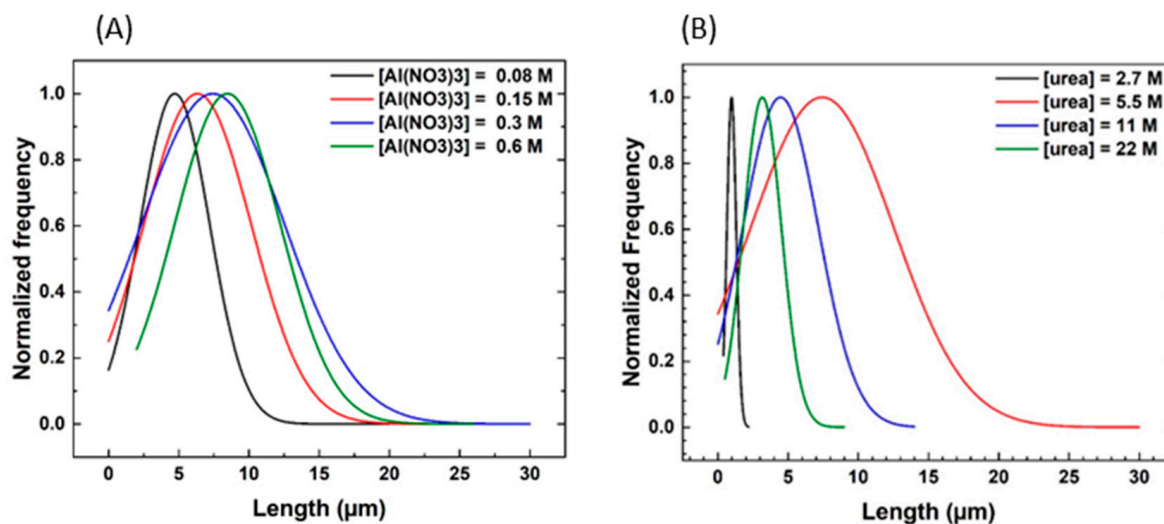 (A)
[Al(NO3)3] = 0.08 M
[Al(NO3)3] = 0.15 M
[Al(NO3)3] = 0.3 M
[Al(NO3)3] = 0.6 M
Normalized frequency
1.0
0.8
0.6
0.4
0.2
0.0
0 5 10 15 20 25 30
Length (μm)
(B)
[urea] = 2.7 M
[urea] = 5.5 M
[urea] = 11 M
[urea] = 22 M
Normalized Frequency
1.0
0.8
0.6
0.4
0.2
0.0
0 5 10 15 20 25 30
Length (μm)